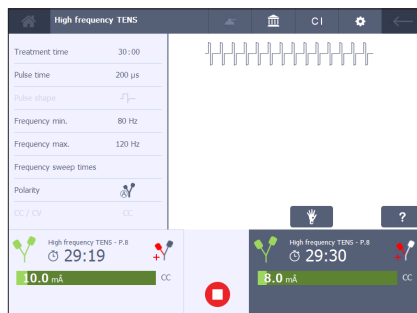 High frequency TENS
CI
Treatment time 30:00
Pulse time 200 µs
Pulse shape
Frequency min. 80 Hz
Frequency max. 120 Hz
Frequency sweep times
Polarity
CC / CV CC
?
High frequency TENS - P.8
29:19
10.0 mA CC
High frequency TENS - P.8
29:30
8.0 mA CC